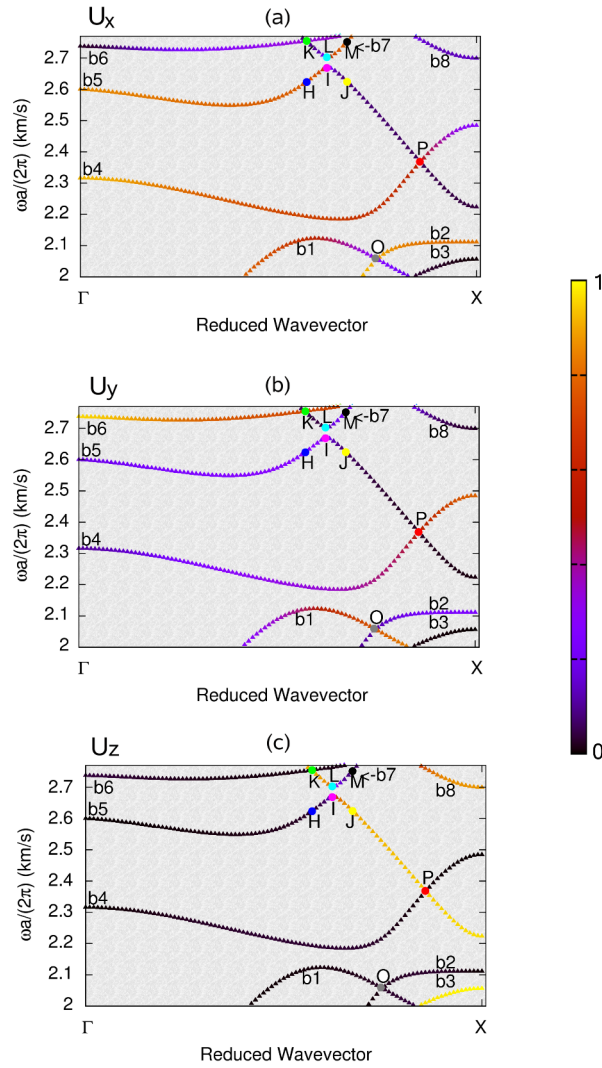 Ux (a)
2.7
2.6
2.5
2.4
2.3
2.2
2.1
2
ωa/(2π) (km/s)
b6
b5
b4
K L M <-b7
H I J
b8
P
b1
O
b2
b3
Γ X
Reduced Wavevector
Uy (b)
2.7
2.6
2.5
2.4
2.3
2.2
2.1
2
ωa/(2π) (km/s)
b6
b5
b4
K L M <-b7
H I J
b8
P
b1
O
b2
b3
Γ X
Reduced Wavevector
Uz (c)
2.7
2.6
2.5
2.4
2.3
2.2
2.1
2
ωa/(2π) (km/s)
b6
b5
b4
K L M <-b7
H I J
b8
P
b1
O
b2
b3
Γ X
Reduced Wavevector
1
0